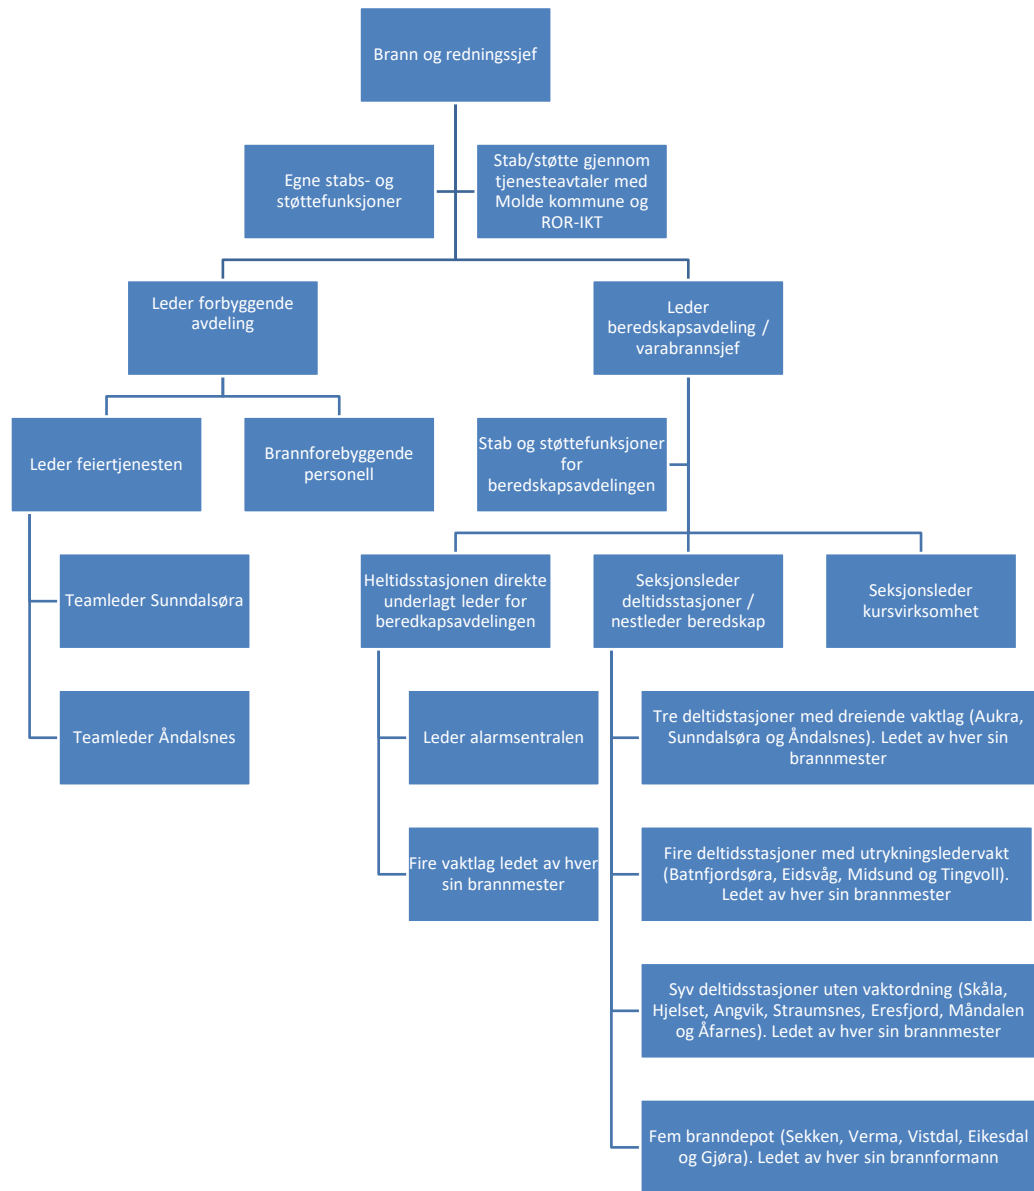 Brann og redningssjef
Egne stabs- og
støttefunksjoner
Stab/støtte gjennom
tjenesteavtaler med
Molde kommune og
ROR-IKT
Leder forbyggende
avdeling
Leder
beredskapsavdeling /
varabrannsjef
Leder feiertjenesten
Brannforebyggende
personell
Stab og støttefunksjoner
for
beredskapsavdelingen
Teamleder Sunndalsøra
Teamleder Åndalsnes
Heltidsstasjonen direkte
underlagt leder for
beredkapsavdelingen
Seksjonsleder
deltidsstasjoner /
nestleder beredskap
Seksjonsleder
kursvirksomhet
Leder alarmsentralen
Fire vaktlag ledet av hver
sin brannmester
Tre deltidstasjoner med dreiende vaktlag (Aukra,
Sunndalsøra og Åndalsnes). Ledet av hver sin
brannmester
Fire deltidsstasjoner med utrykningsledervakt
(Batnfjordsøra, Eidsvåg, Midsund og Tingvoll).
Ledet av hver sin brannmester
Syv deltidsstasjoner uten vaktordning (Skåla,
Hjelset, Angvik, Straumsnes, Eresfjord, Måndalen
og Åfarnes). Ledet av hver sin brannmester
Fem branndepot (Sekken, Verma, Vistdal, Eikesdal
og Gjøra). Ledet av hver sin brannformann